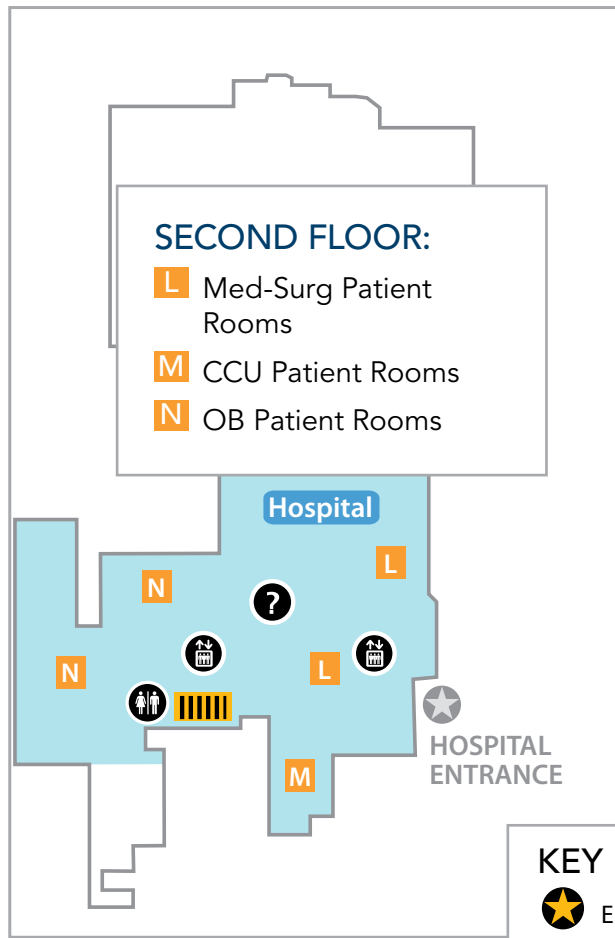 SECOND FLOOR:
L Med-Surg Patient
Rooms
M CCU Patient Rooms
N OB Patient Rooms
Hospital
L
N
?
L
N
HOSPITAL
ENTRANCE
M
KEY
E